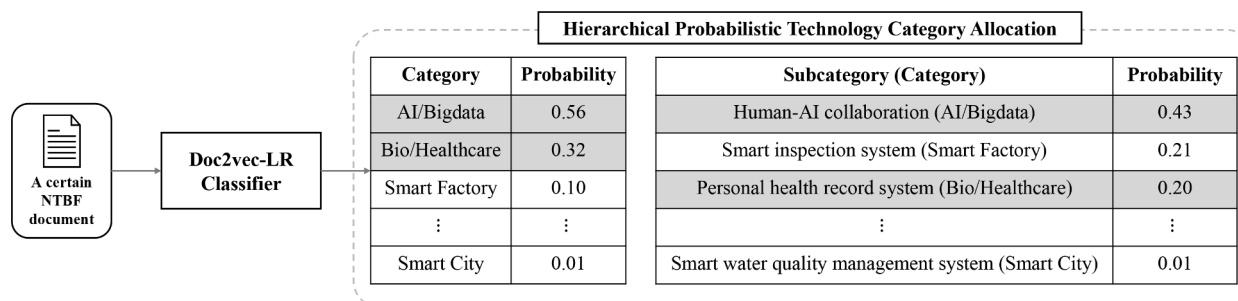 Hierarchical Probabilistic Technology Category Allocation
A certain
NTBF
document
Doc2vec-LR
Classifier
Category Probability
AI/Bigdata 0.56
Bio/Healthcare 0.32
Smart Factory 0.10
⋮ ⋮
Smart City 0.01
Subcategory (Category) Probability
Human-AI collaboration (AI/Bigdata) 0.43
Smart inspection system (Smart Factory) 0.21
Personal health record system (Bio/Healthcare) 0.20
⋮ ⋮
Smart water quality management system (Smart City) 0.01